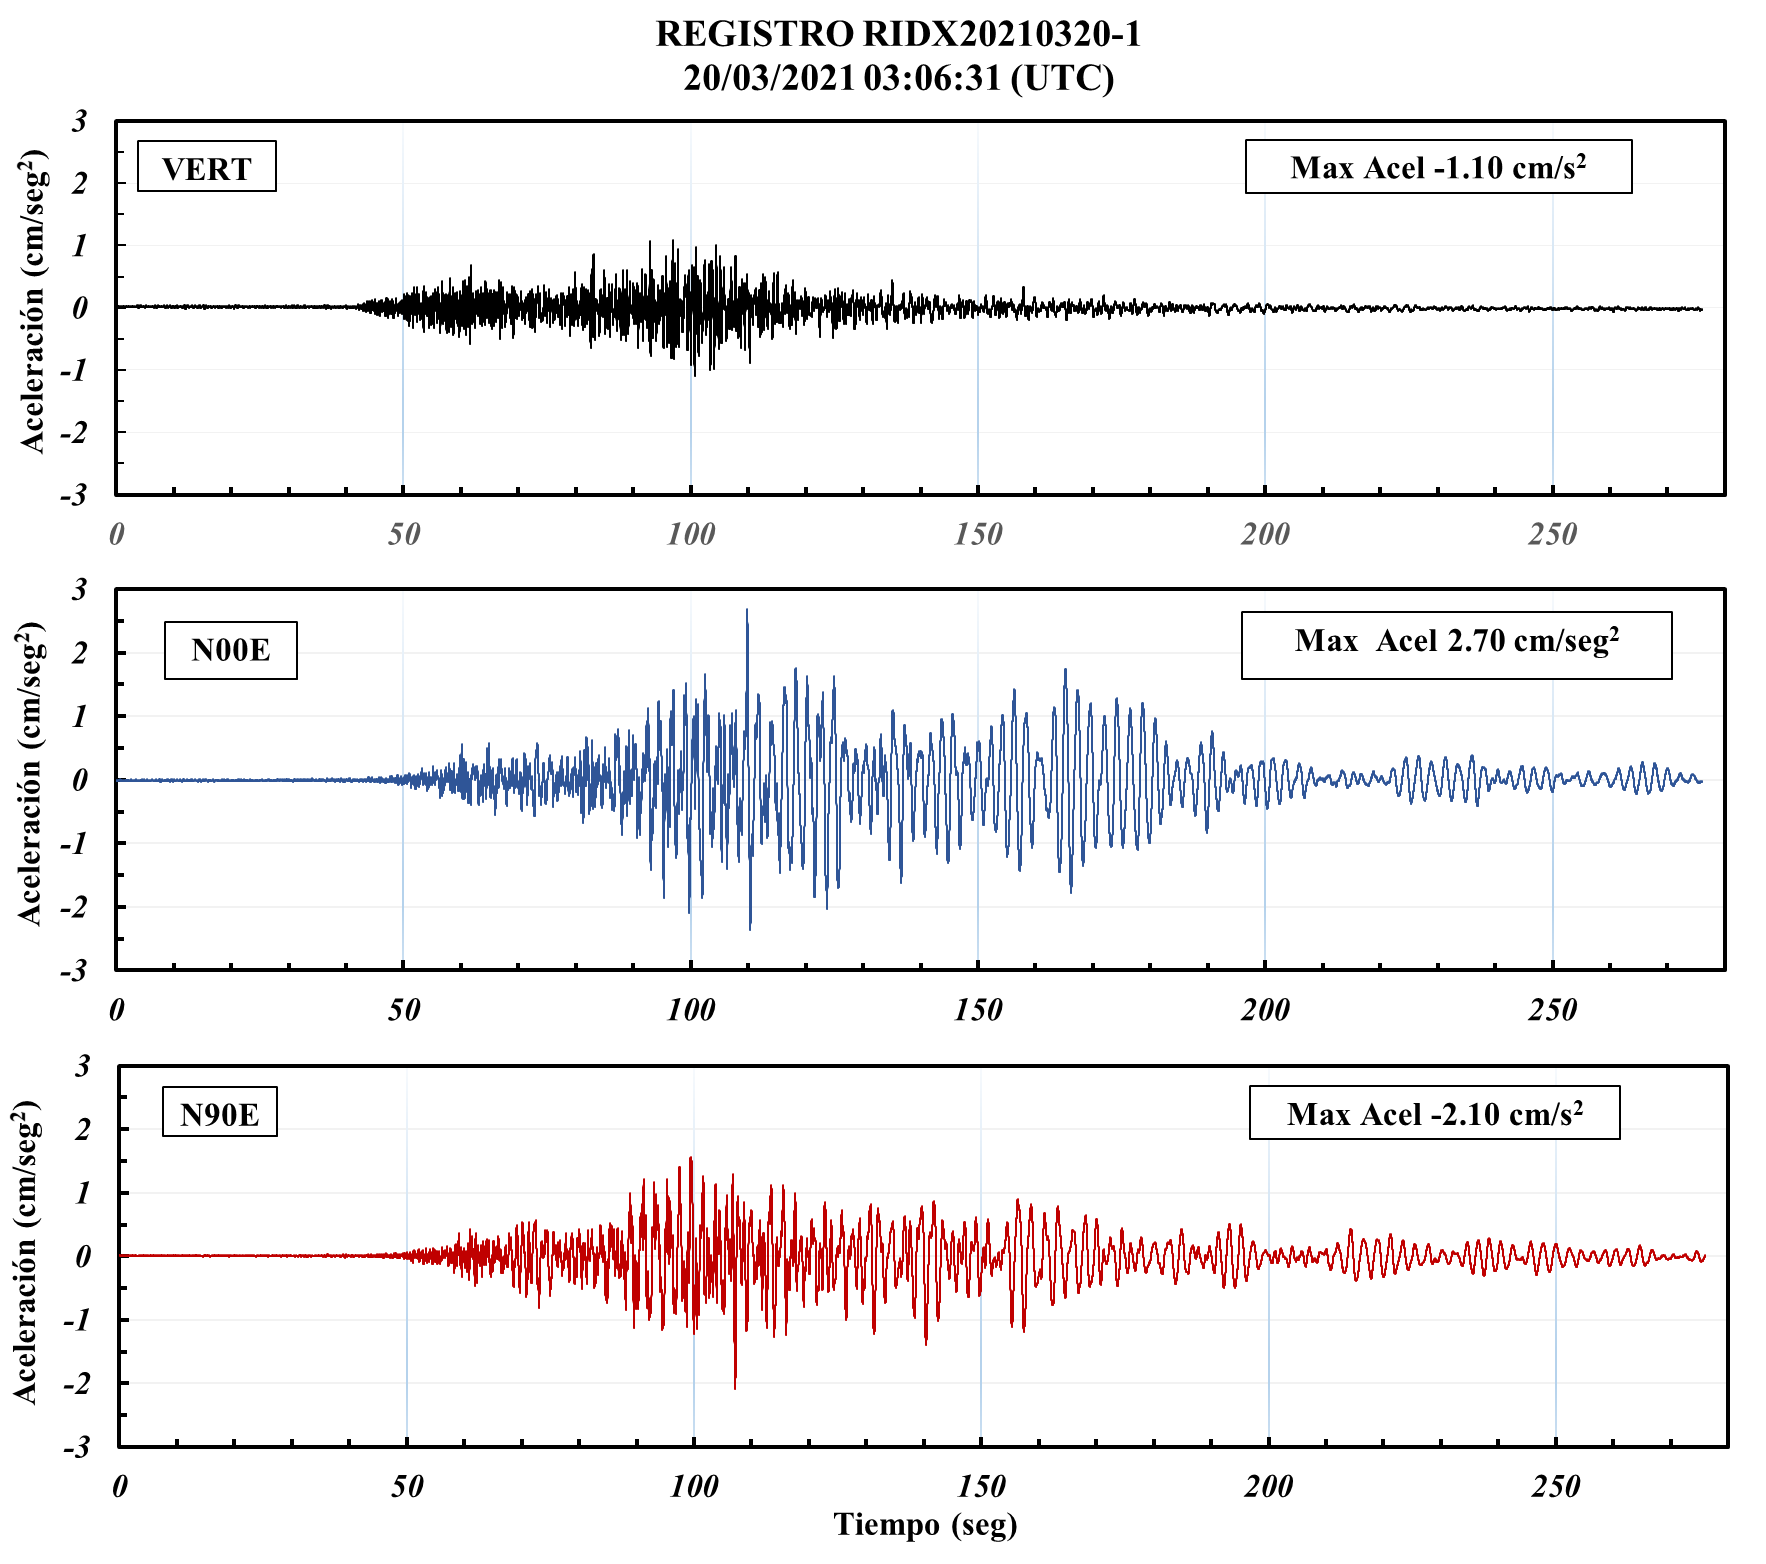 REGISTRO RIDX20210320-1
20/03/2021 03:06:31 (UTC)
Aceleración (cm/seg²)
3
2
1
0
-1
-2
-3
VERT
Max Acel -1.10 cm/s²
0 50 100 150 200 250
Aceleración (cm/seg²)
3
2
1
0
-1
-2
-3
N00E
Max Acel 2.70 cm/seg²
0 50 100 150 200 250
Aceleración (cm/seg²)
3
2
1
0
-1
-2
-3
N90E
Max Acel -2.10 cm/s²
0 50 100 150 200 250
Tiempo (seg)